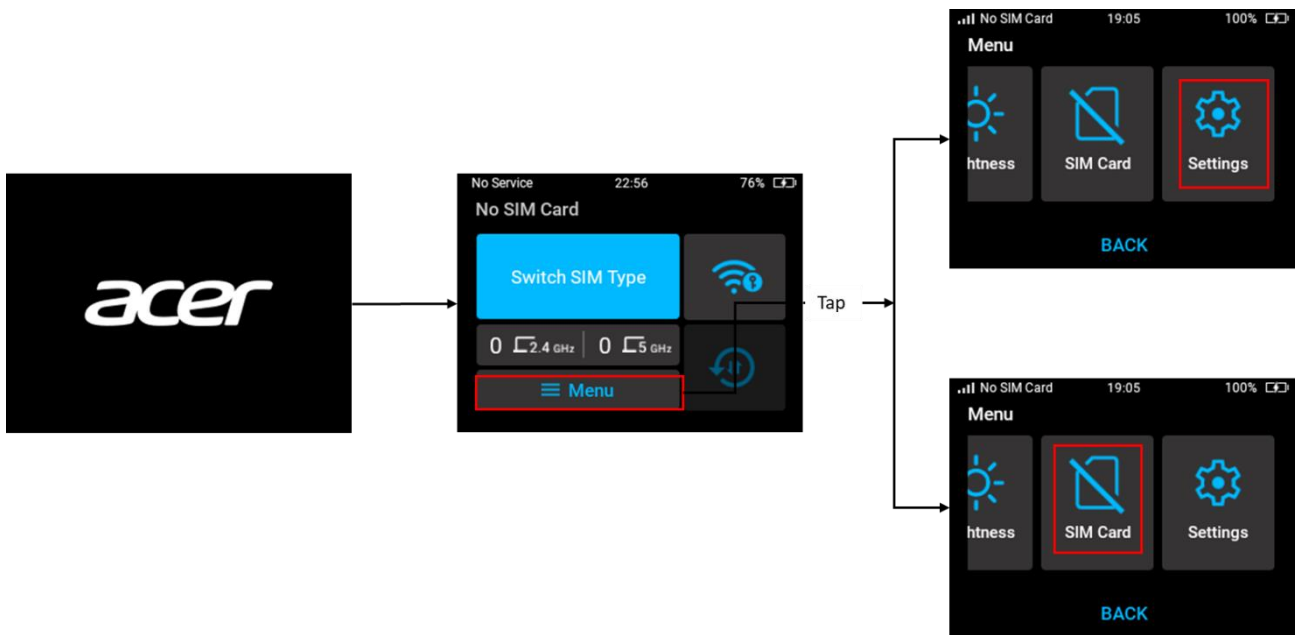 acer
No Service 22:56 76%
No SIM Card
Switch SIM Type
0 2.4 GHz 0 5 GHz
Menu
Tap
No SIM Card 19:05 100%
Menu
htness SIM Card Settings
BACK
No SIM Card 19:05 100%
Menu
htness SIM Card Settings
BACK